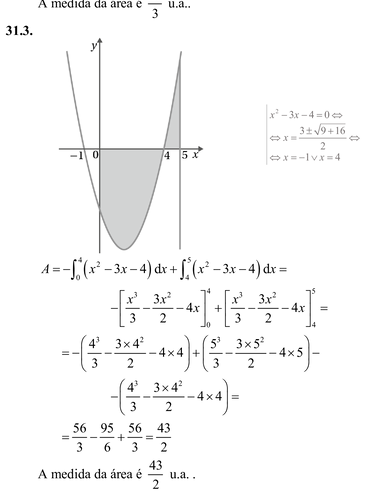 A medida da área é —/3 u.a..
31.3.
y
−1 0 4 5 x
x² − 3x − 4 = 0 ⇔
⇔ x = (3 ± √(9 + 16))/2 ⇔
⇔ x = −1 ∨ x = 4
A = −∫₀⁴ (x² − 3x − 4) dx + ∫₄⁵ (x² − 3x − 4) dx =
−[x³/3 − 3x²/2 − 4x]₀⁴ + [x³/3 − 3x²/2 − 4x]₄⁵ =
= −(4³/3 − (3 × 4²)/2 − 4 × 4) + (5³/3 − (3 × 5²)/2 − 4 × 5) −
−(4³/3 − (3 × 4²)/2 − 4 × 4) =
= 56/3 − 95/6 + 56/3 = 43/2
A medida da área é 43/2 u.a. .